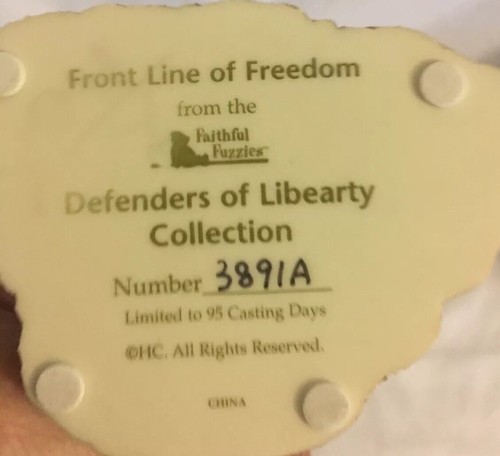 Front Line of Freedom
from the
Faithful
Fuzzies™
Defenders of Libearty
Collection
Number 3891A
Limited to 95 Casting Days
©HC. All Rights Reserved.
CHINA